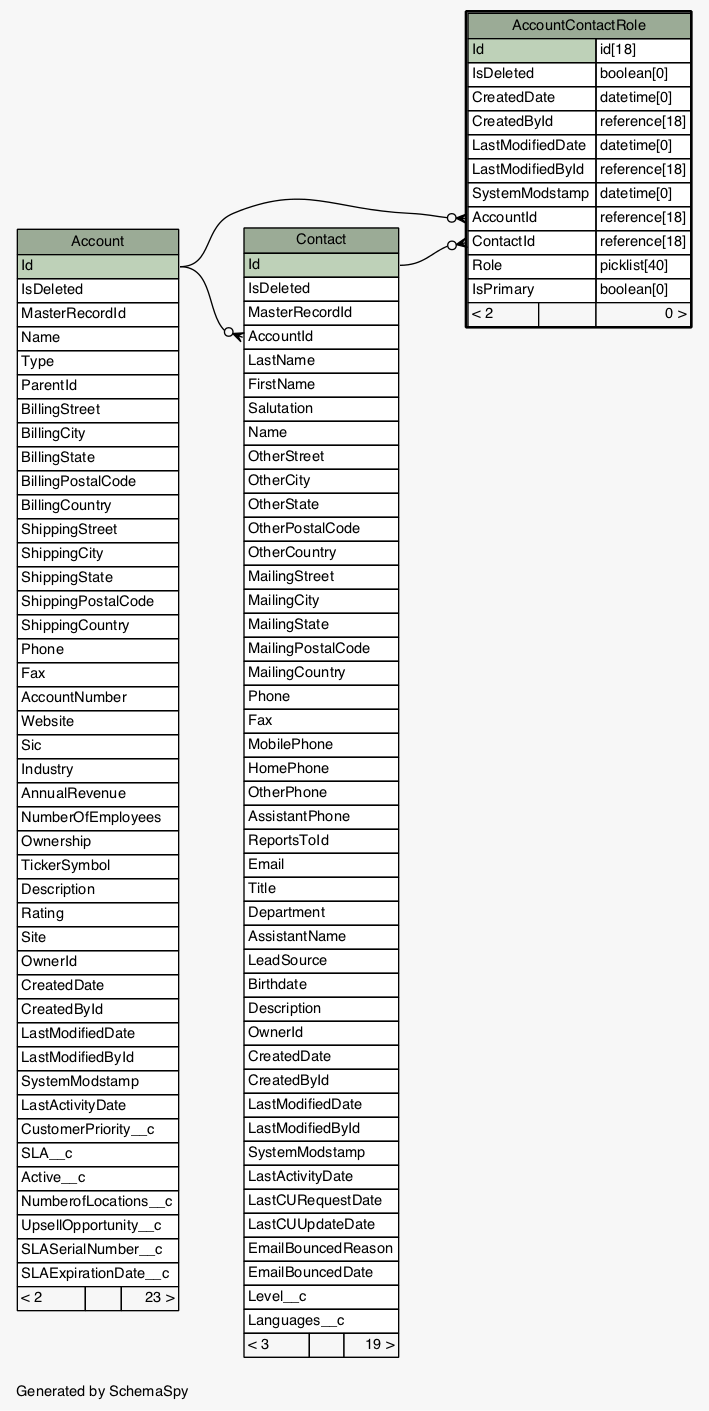 AccountContactRole
Id id[18]
IsDeleted boolean[0]
CreatedDate datetime[0]
CreatedById reference[18]
LastModifiedDate datetime[0]
LastModifiedById reference[18]
SystemModstamp datetime[0]
AccountId reference[18]
ContactId reference[18]
Role picklist[40]
IsPrimary boolean[0]
< 2 0 >
Account
Id
IsDeleted
MasterRecordId
Name
Type
ParentId
BillingStreet
BillingCity
BillingState
BillingPostalCode
BillingCountry
ShippingStreet
ShippingCity
ShippingState
ShippingPostalCode
ShippingCountry
Phone
Fax
AccountNumber
Website
Sic
Industry
AnnualRevenue
NumberOfEmployees
Ownership
TickerSymbol
Description
Rating
Site
OwnerId
CreatedDate
CreatedById
LastModifiedDate
LastModifiedById
SystemModstamp
LastActivityDate
CustomerPriority__c
SLA__c
Active__c
NumberofLocations__c
UpsellOpportunity__c
SLASerialNumber__c
SLAExpirationDate__c
< 2 23 >
Contact
Id
IsDeleted
MasterRecordId
AccountId
LastName
FirstName
Salutation
Name
OtherStreet
OtherCity
OtherState
OtherPostalCode
OtherCountry
MailingStreet
MailingCity
MailingState
MailingPostalCode
MailingCountry
Phone
Fax
MobilePhone
HomePhone
OtherPhone
AssistantPhone
ReportsToId
Email
Title
Department
AssistantName
LeadSource
Birthdate
Description
OwnerId
CreatedDate
CreatedById
LastModifiedDate
LastModifiedById
SystemModstamp
LastActivityDate
LastCURequestDate
LastCUUpdateDate
EmailBouncedReason
EmailBouncedDate
Level__c
Languages__c
< 3 19 >
Generated by SchemaSpy